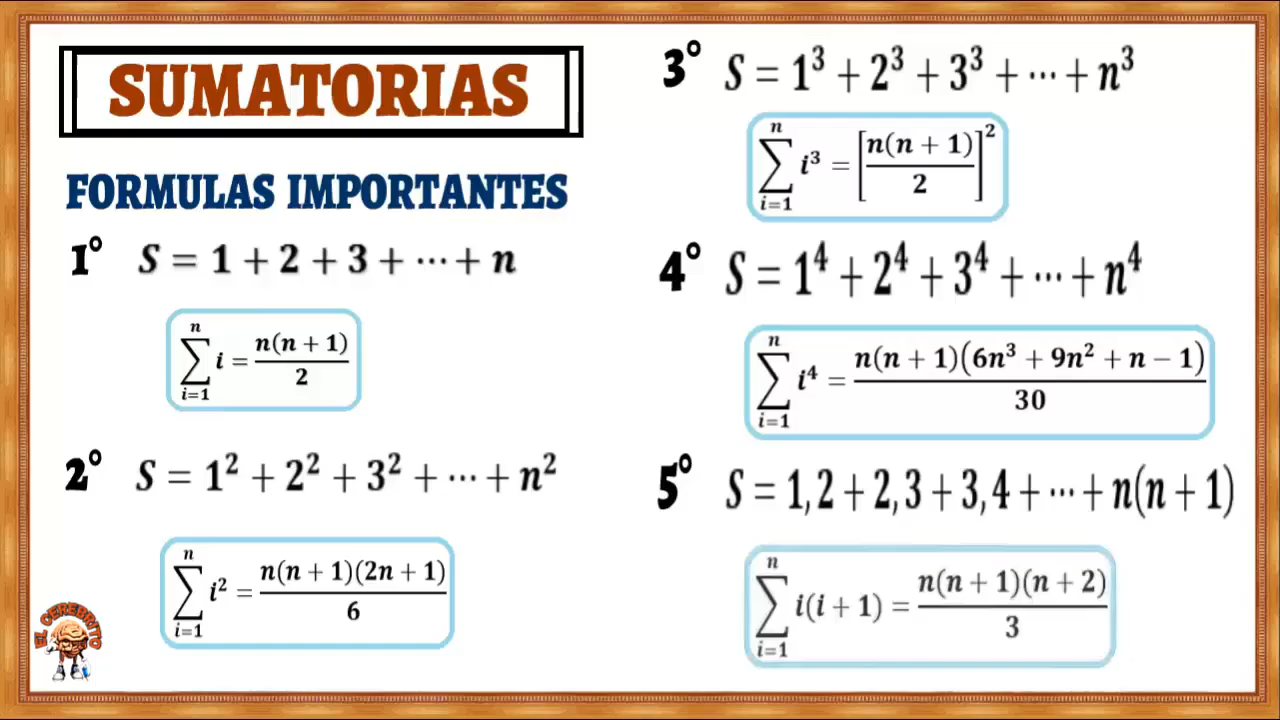 SUMATORIAS
FORMULAS IMPORTANTES
1° S = 1 + 2 + 3 + ⋯ + n
∑_{i=1}^{n} i = n(n + 1)/2
2° S = 1² + 2² + 3² + ⋯ + n²
∑_{i=1}^{n} i² = n(n + 1)(2n + 1)/6
EL CEREBRITO
3° S = 1³ + 2³ + 3³ + ⋯ + n³
∑_{i=1}^{n} i³ = [n(n + 1)/2]²
4° S = 1⁴ + 2⁴ + 3⁴ + ⋯ + n⁴
∑_{i=1}^{n} i⁴ = n(n + 1)(6n³ + 9n² + n − 1)/30
5° S = 1,2 + 2,3 + 3,4 + ⋯ + n(n + 1)
∑_{i=1}^{n} i(i + 1) = n(n + 1)(n + 2)/3